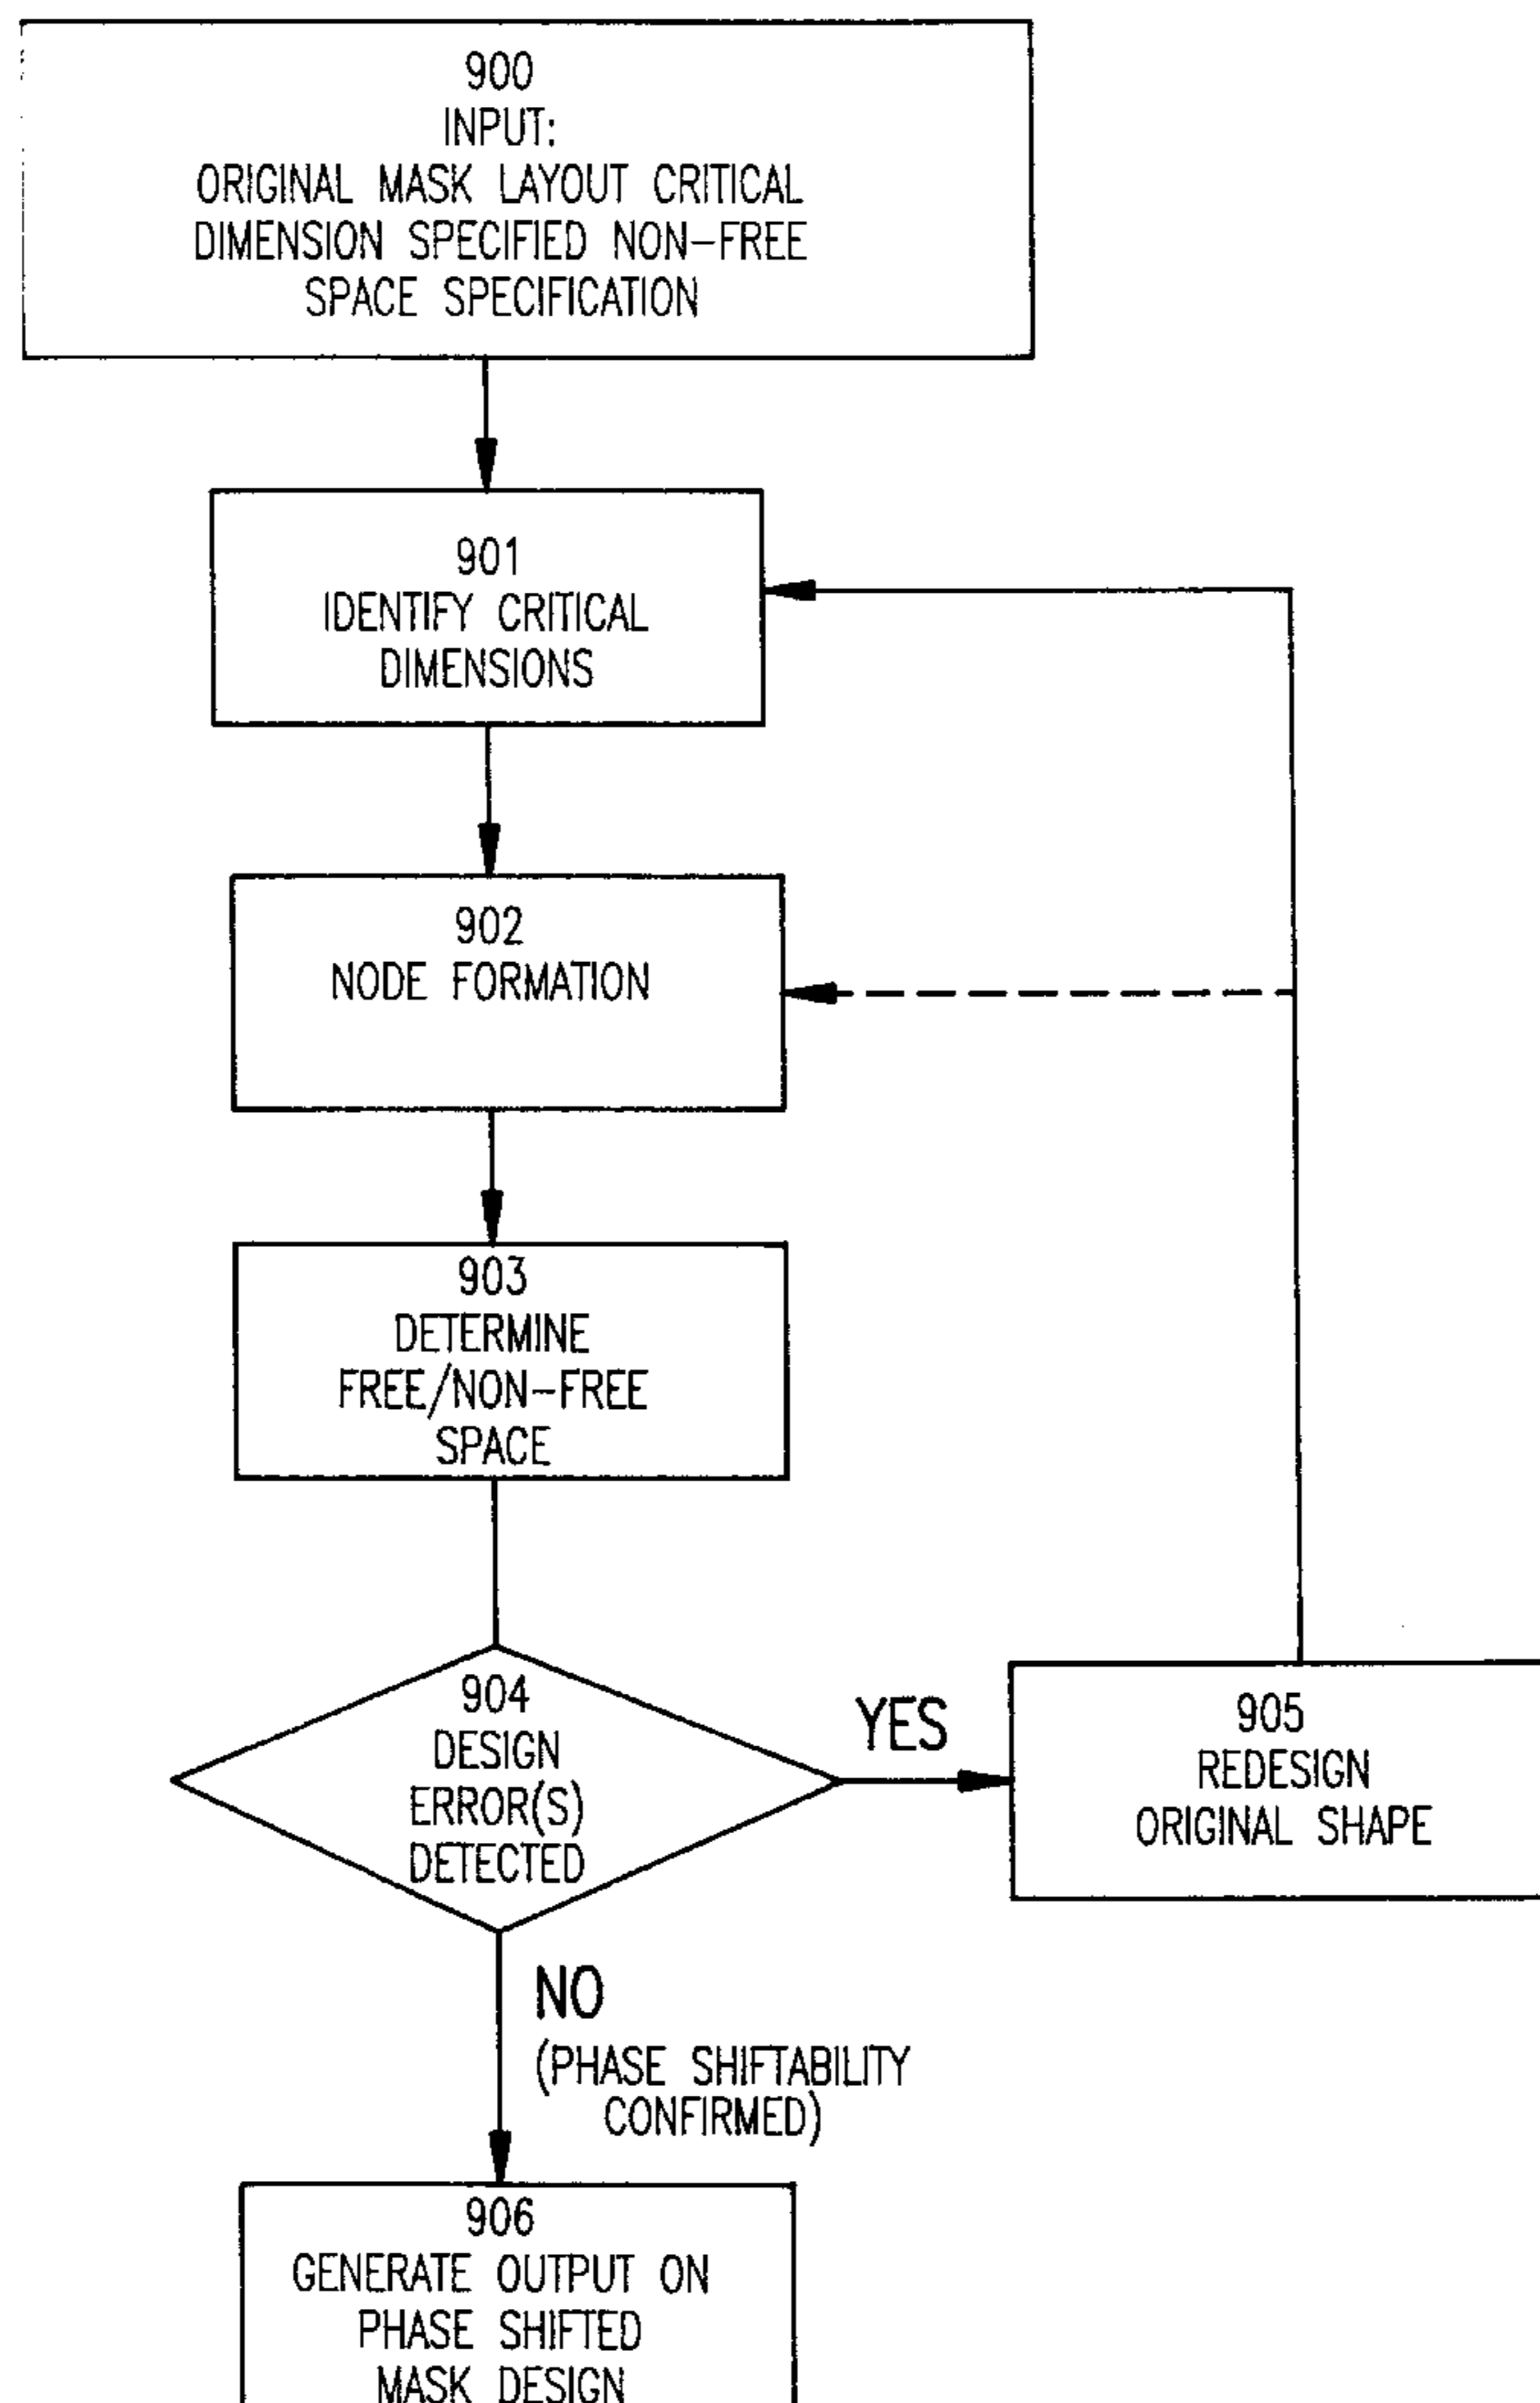 900
INPUT:
ORIGINAL MASK LAYOUT CRITICAL
DIMENSION SPECIFIED NON-FREE
SPACE SPECIFICATION
901
IDENTIFY CRITICAL
DIMENSIONS
902
NODE FORMATION
903
DETERMINE
FREE/NON-FREE
SPACE
904
DESIGN
ERROR(S)
DETECTED
YES
905
REDESIGN
ORIGINAL SHAPE
NO
(PHASE SHIFTABILITY
CONFIRMED)
906
GENERATE OUTPUT ON
PHASE SHIFTED
MASK DESIGN